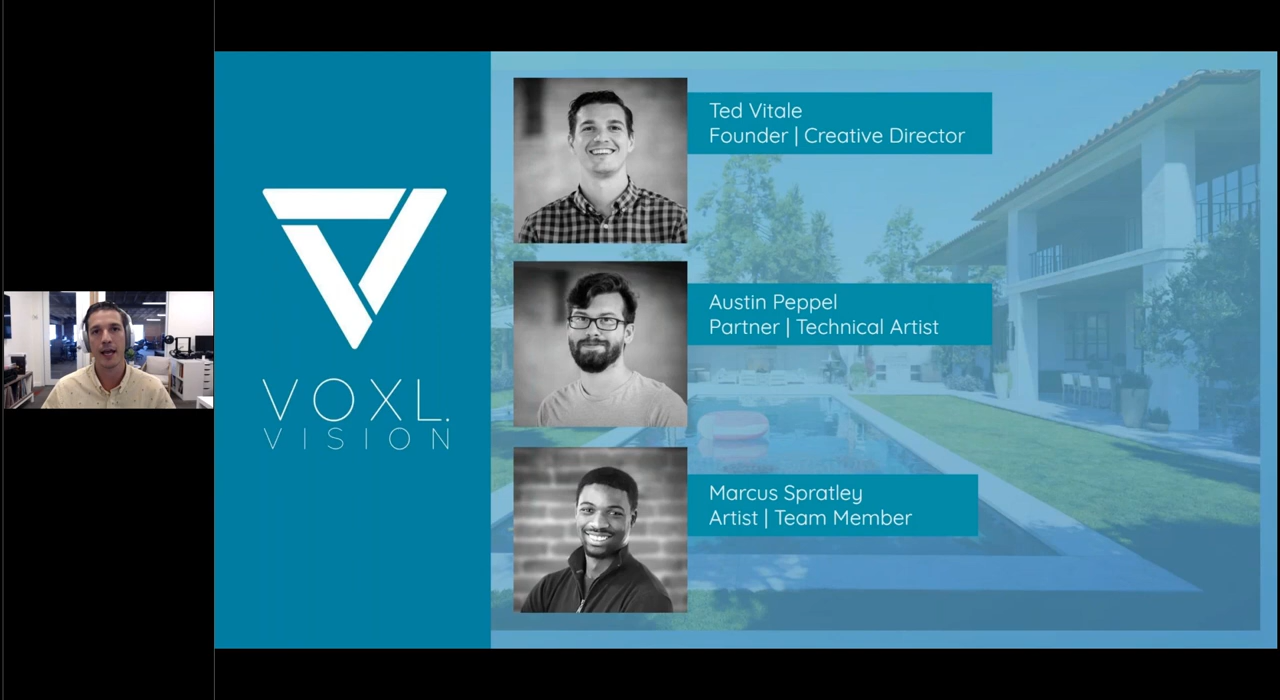 VOXL.
VISION
Ted Vitale
Founder | Creative Director
Austin Peppel
Partner | Technical Artist
Marcus Spratley
Artist | Team Member